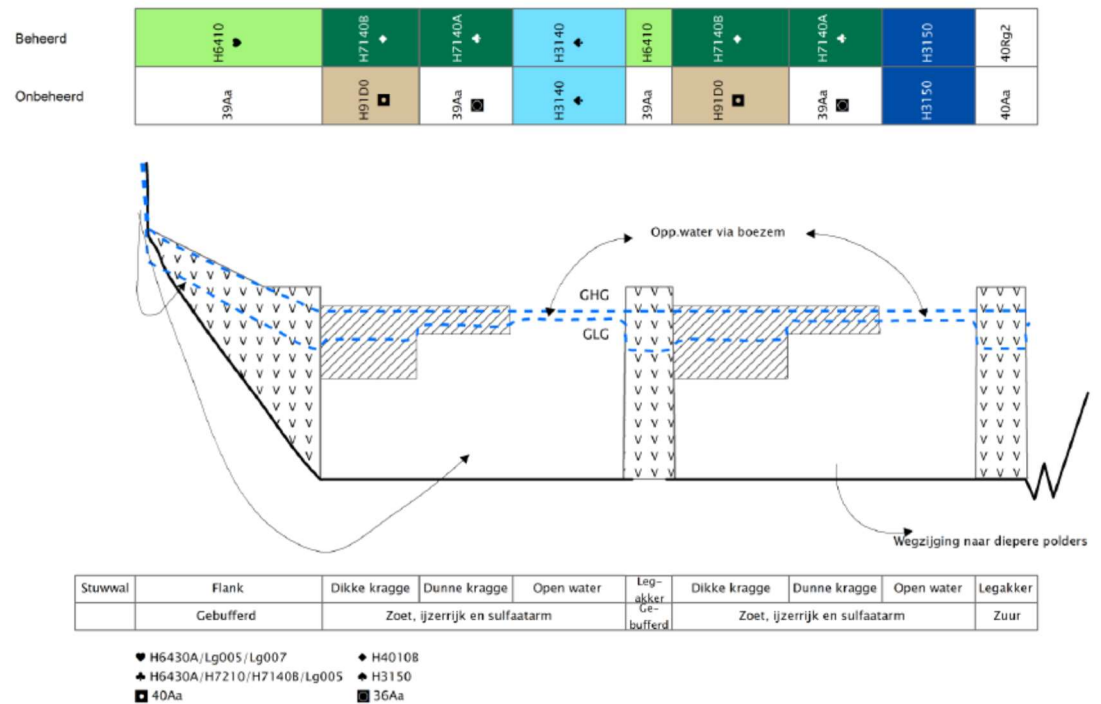 Beheerd
H6410 ♥
H7140B ◆
H7140A ♣
H3140 ♠
H6410
H7140B ◆
H7140A ♣
H3150
40Rg2
Onbeheerd
39Aa
H91D0 ◘
39Aa ◙
H3140 ♠
39Aa
H91D0 ◘
39Aa ◙
H3150
40Aa
Opp.water via boezem
GHG
GLG
Wegzijging naar diepere polders
Stuwwal Flank Dikke kragge Dunne kragge Open water Leg-
akker Dikke kragge Dunne kragge Open water Legakker
Gebufferd Zoet, ijzerrijk en sulfaatarm Ge-
bufferd Zoet, ijzerrijk en sulfaatarm Zuur
♥ H6430A/Lg005/Lg007 ◆ H4010B
♣ H6430A/H7210/H7140B/Lg005 ♠ H3150
◘ 40Aa ◙ 36Aa